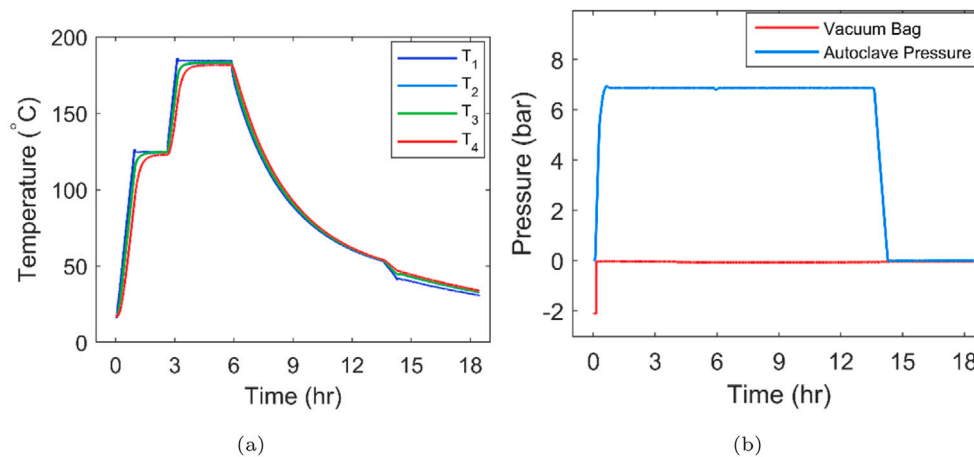 200
150
100
50
0
Temperature (°C)
0 3 6 9 12 15 18
Time (hr)
T1
T2
T3
T4
(a)
8
6
4
2
0
-2
Pressure (bar)
0 3 6 9 12 15 18
Time (hr)
Vacuum Bag
Autoclave Pressure
(b)